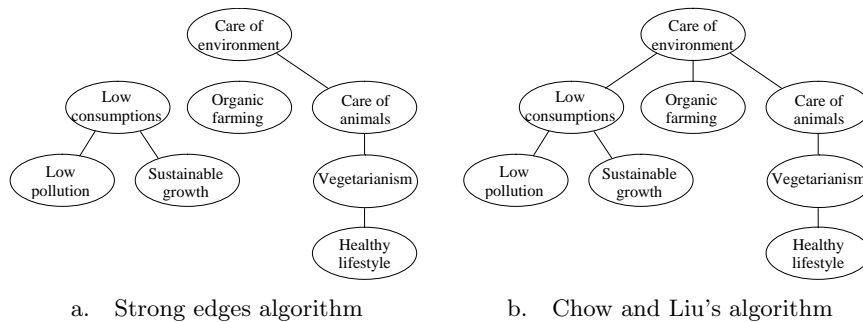 Care of
environment
Low
consumptions
Organic
farming
Care of
animals
Low
pollution
Sustainable
growth
Vegetarianism
Healthy
lifestyle
a. Strong edges algorithm
Care of
environment
Low
consumptions
Organic
farming
Care of
animals
Low
pollution
Sustainable
growth
Vegetarianism
Healthy
lifestyle
b. Chow and Liu's algorithm